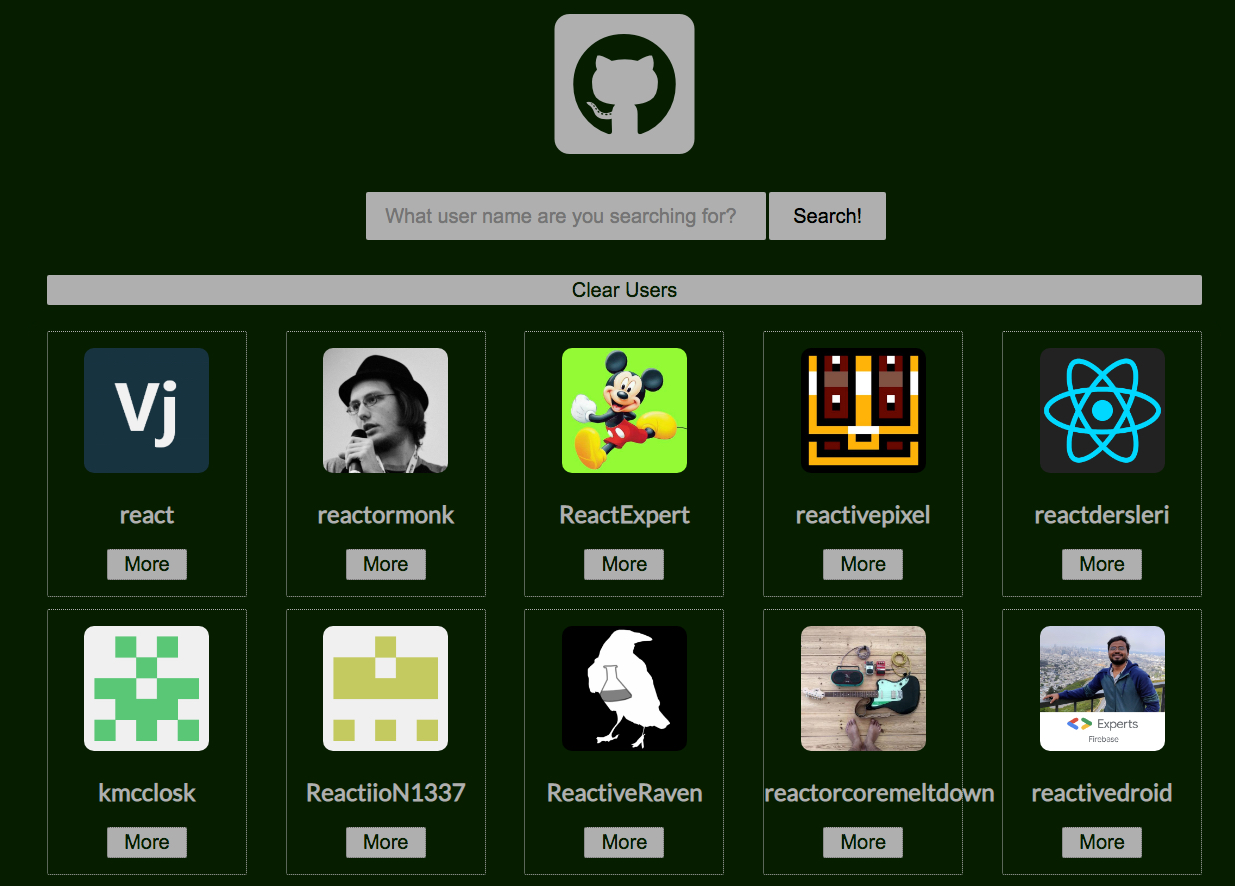 What user name are you searching for? Search!
Clear Users
Vj
react
More
reactormonk
More
ReactExpert
More
reactivepixel
More
reactdersleri
More
kmcclosk
More
ReactiioN1337
More
ReactiveRaven
More
reactorcoremeltdown
More
Experts
Firebase
reactivedroid
More